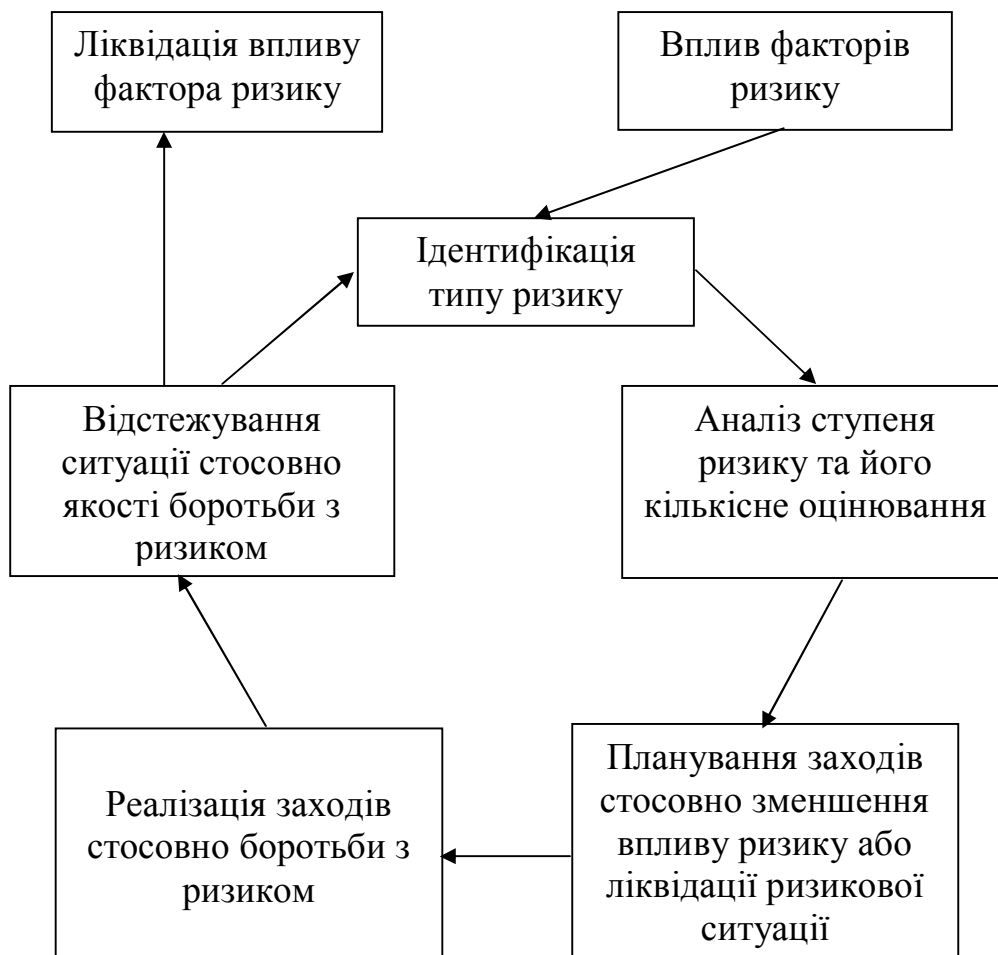 Ліквідація впливу
фактора ризику
Вплив факторів
ризику
Ідентифікація
типу ризику
Відстежування
ситуації стосовно
якості боротьби з
ризиком
Аналіз ступеня
ризику та його
кількісне оцінювання
Реалізація заходів
стосовно боротьби з
ризиком
Планування заходів
стосовно зменшення
впливу ризику або
ліквідації ризикової
ситуації